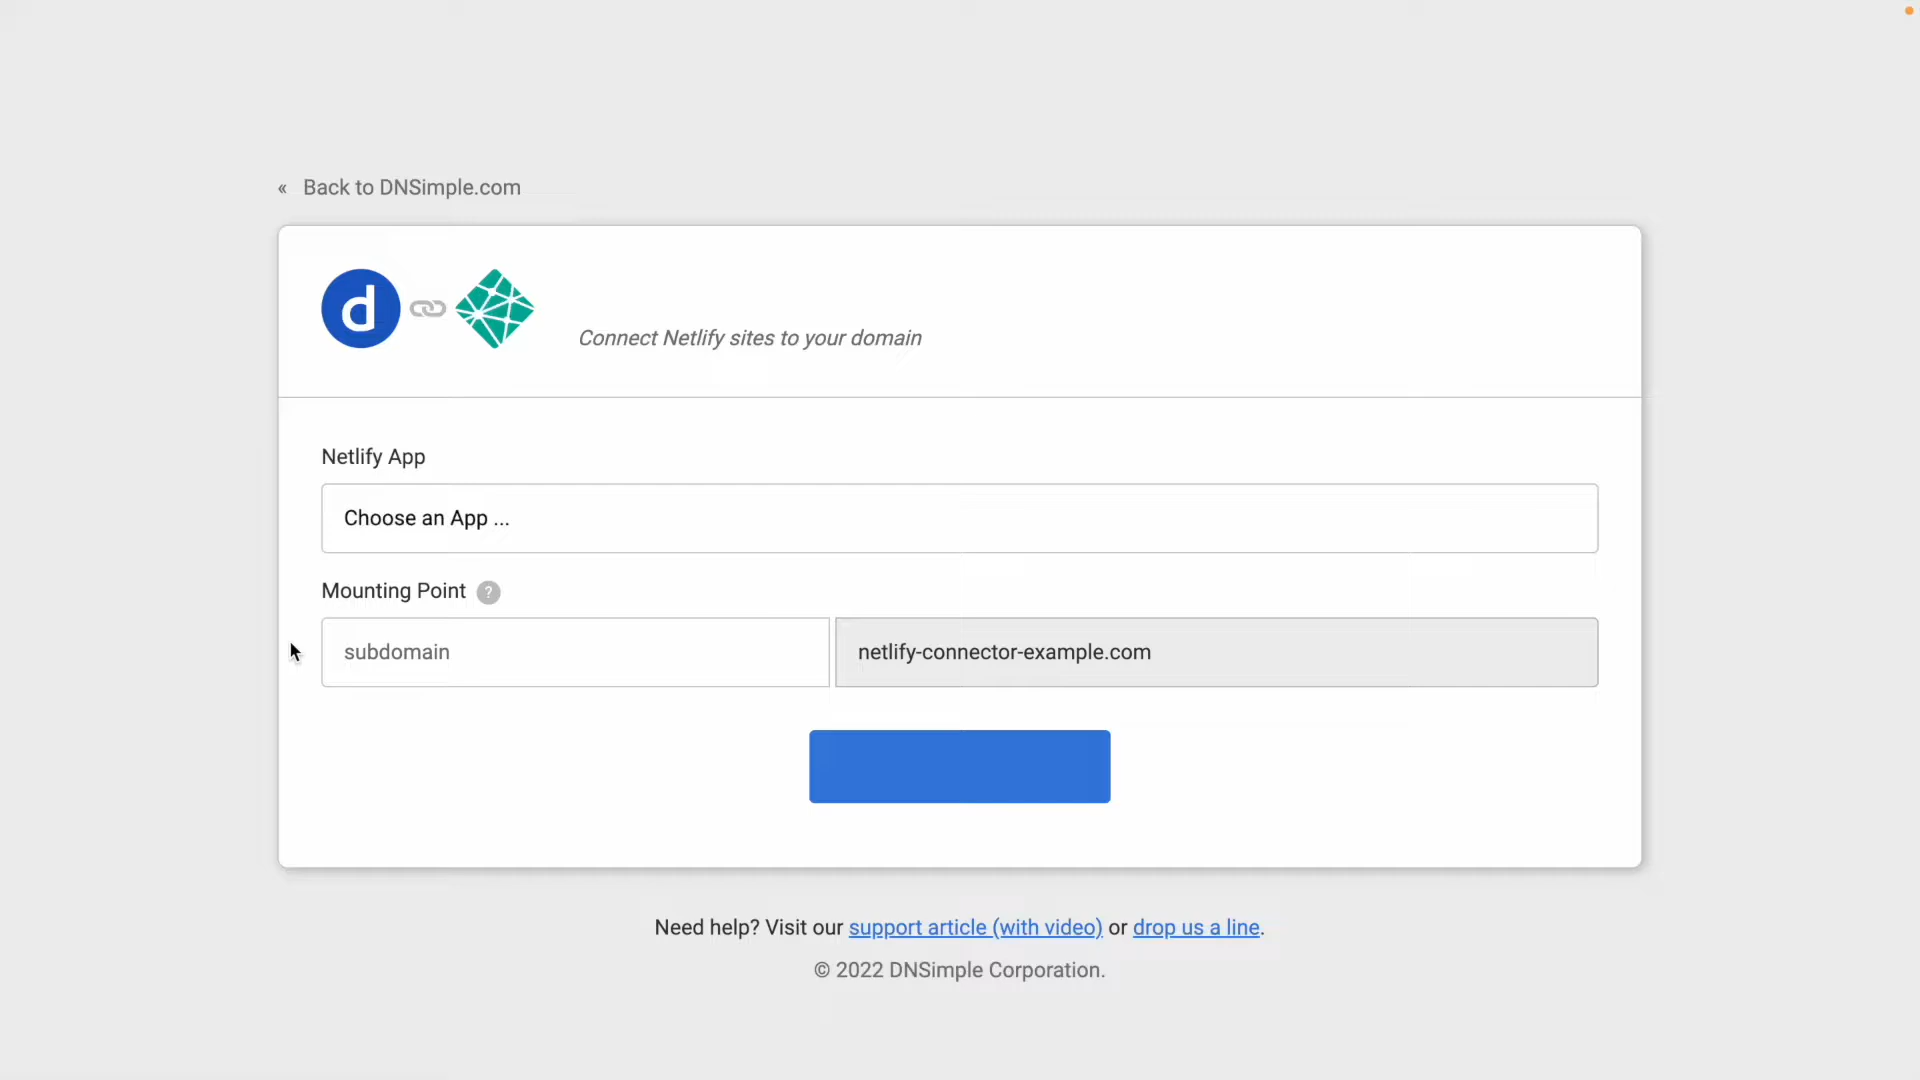 « Back to DNSimple.com
d
Connect Netlify sites to your domain
Netlify App
Choose an App ...
Mounting Point ?
subdomain netlify-connector-example.com
Need help? Visit our support article (with video) or drop us a line.
© 2022 DNSimple Corporation.